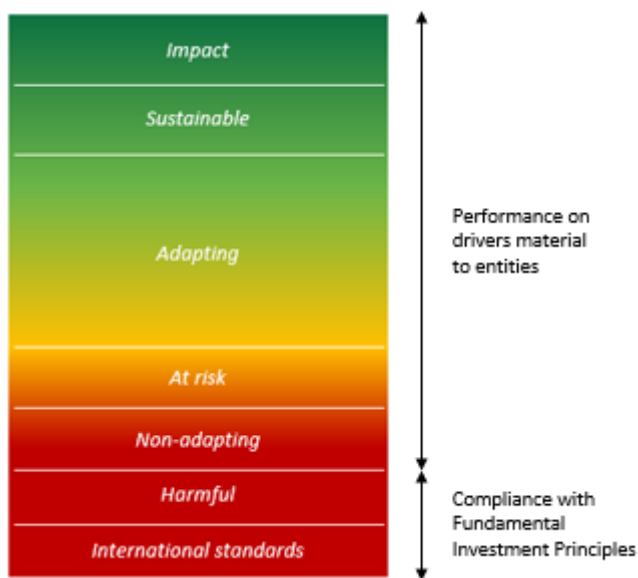 Impact
Sustainable
Adapting
Performance on
drivers material
to entities
At risk
Non-adapting
Harmful
International standards
Compliance with
Fundamental
Investment Principles